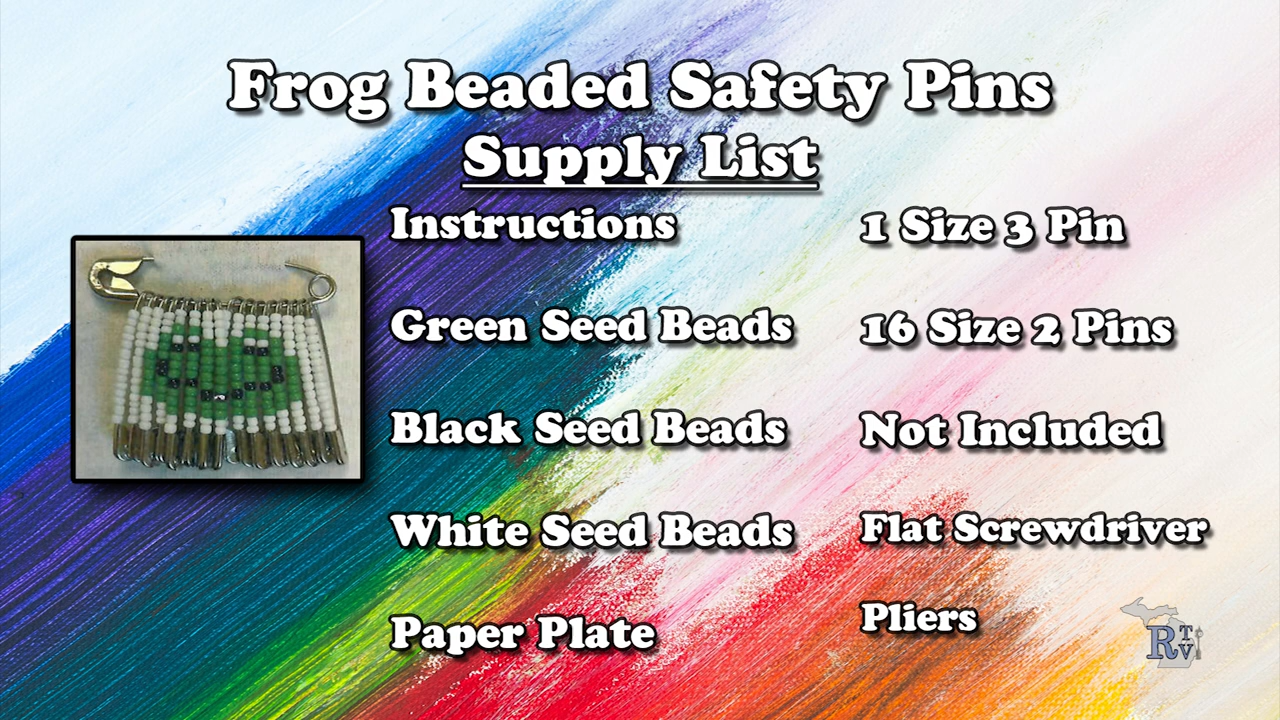 Frog Beaded Safety Pins
Supply List
Instructions
Green Seed Beads
Black Seed Beads
White Seed Beads
Paper Plate
1 Size 3 Pin
16 Size 2 Pins
Not Included
Flat Screwdriver
Pliers
RTV